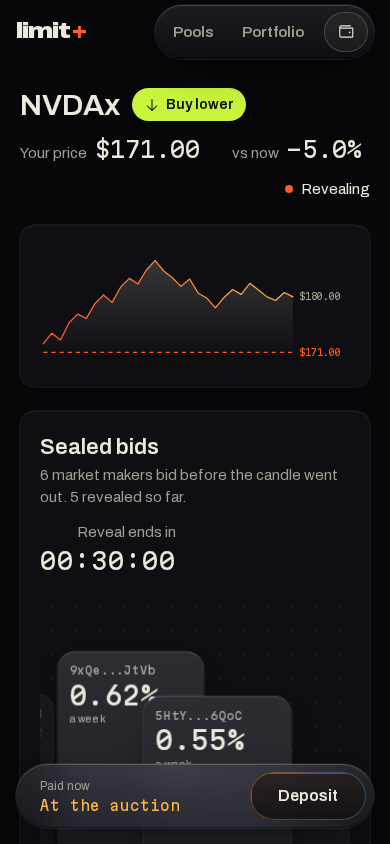 limit+
Pools Portfolio
NVDAx Buy lower
Your price $171.00 vs now −5.0%
Revealing
$180.00
$171.00
Sealed bids
6 market makers bid before the candle went
out. 5 revealed so far.
Reveal ends in
00:30:00
9xQe...JtVb
0.62%
a week
5HtY...6QoC
0.55%
Paid now
At the auction
Deposit